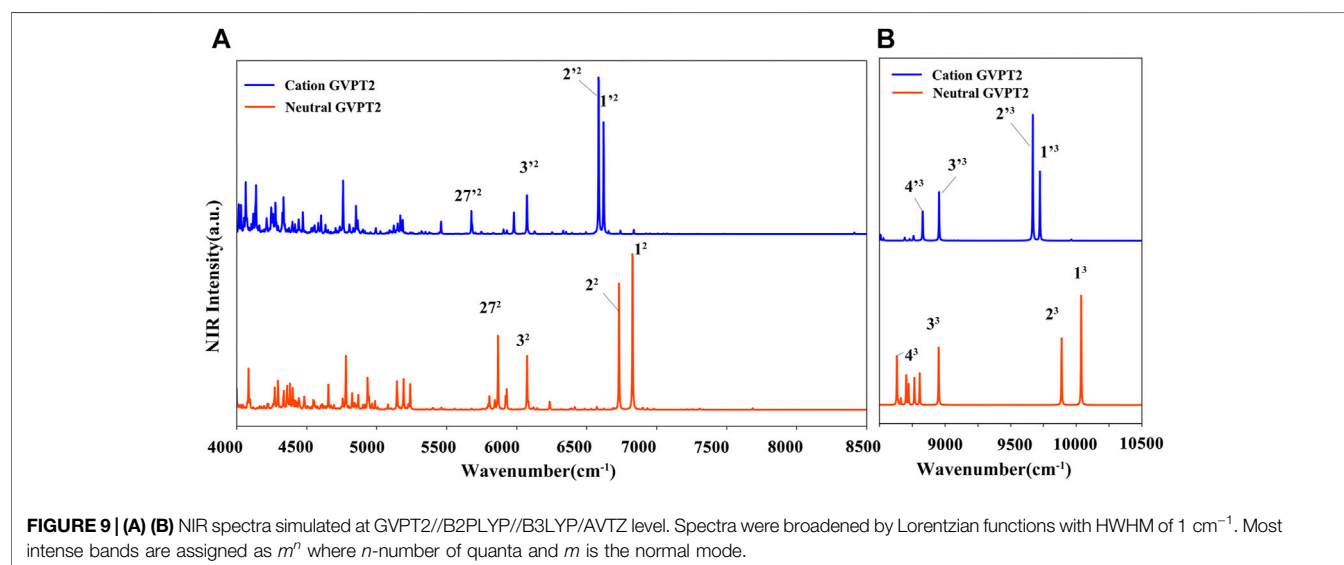 A
B
Cation GVPT2
Neutral GVPT2
2'²
1'²
3'²
27'²
1²
2²
27²
3²
Cation GVPT2
Neutral GVPT2
2'³
1'³
3'³
4'³
1³
2³
3³
4³
NIR Intensity(a.u.)
4000 4500 5000 5500 6000 6500 7000 7500 8000 8500
Wavenumber(cm⁻¹)
9000 9500 10000 10500
Wavenumber(cm⁻¹)
FIGURE 9 | (A) (B) NIR spectra simulated at GVPT2//B2PLYP//B3LYP/AVTZ level. Spectra were broadened by Lorentzian functions with HWHM of 1 cm⁻¹. Most
intense bands are assigned as mⁿ where n-number of quanta and m is the normal mode.